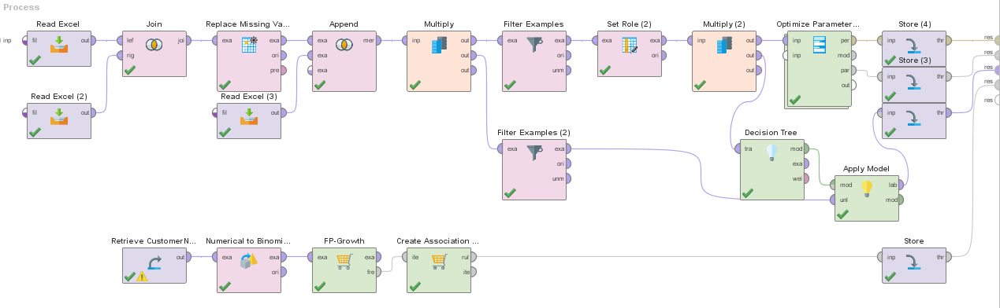 Process
Read Excel
Join
Replace Missing Va...
Append
Multiply
Filter Examples
Set Role (2)
Multiply (2)
Optimize Parameter...
Store (4)
inp
fil
out
lef
joi
exa
exa
exa
mer
inp
out
exa
exa
exa
exa
inp
out
inp
per
inp
thr
res
rig
ori
exa
out
ori
ori
out
inp
mod
res
pre
exa
out
unm
out
par
Store (3)
res
out
inp
thr
res
Read Excel (2)
Read Excel (3)
res
fil
out
fil
out
inp
thr
Filter Examples (2)
Decision Tree
exa
exa
tra
mod
ori
exa
unm
wei
Apply Model
mod
lab
unl
mod
Retrieve CustomerN...
Numerical to Binomi...
FP-Growth
Create Association ...
Store
out
exa
exa
exa
exa
ite
rul
inp
thr
ori
fre
ite